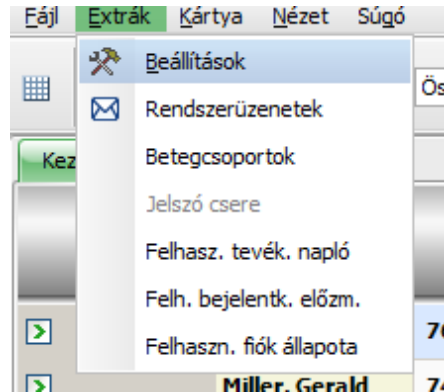 Fájl Extrák Kártya Nézet Súgó
Beállítások
Rendszerüzenetek
Betegcsoportok
Jelszó csere
Felhasz. tevék. napló
Felh. bejelentk. előzm.
Felhaszn. fiók állapota
Miller, Gerald